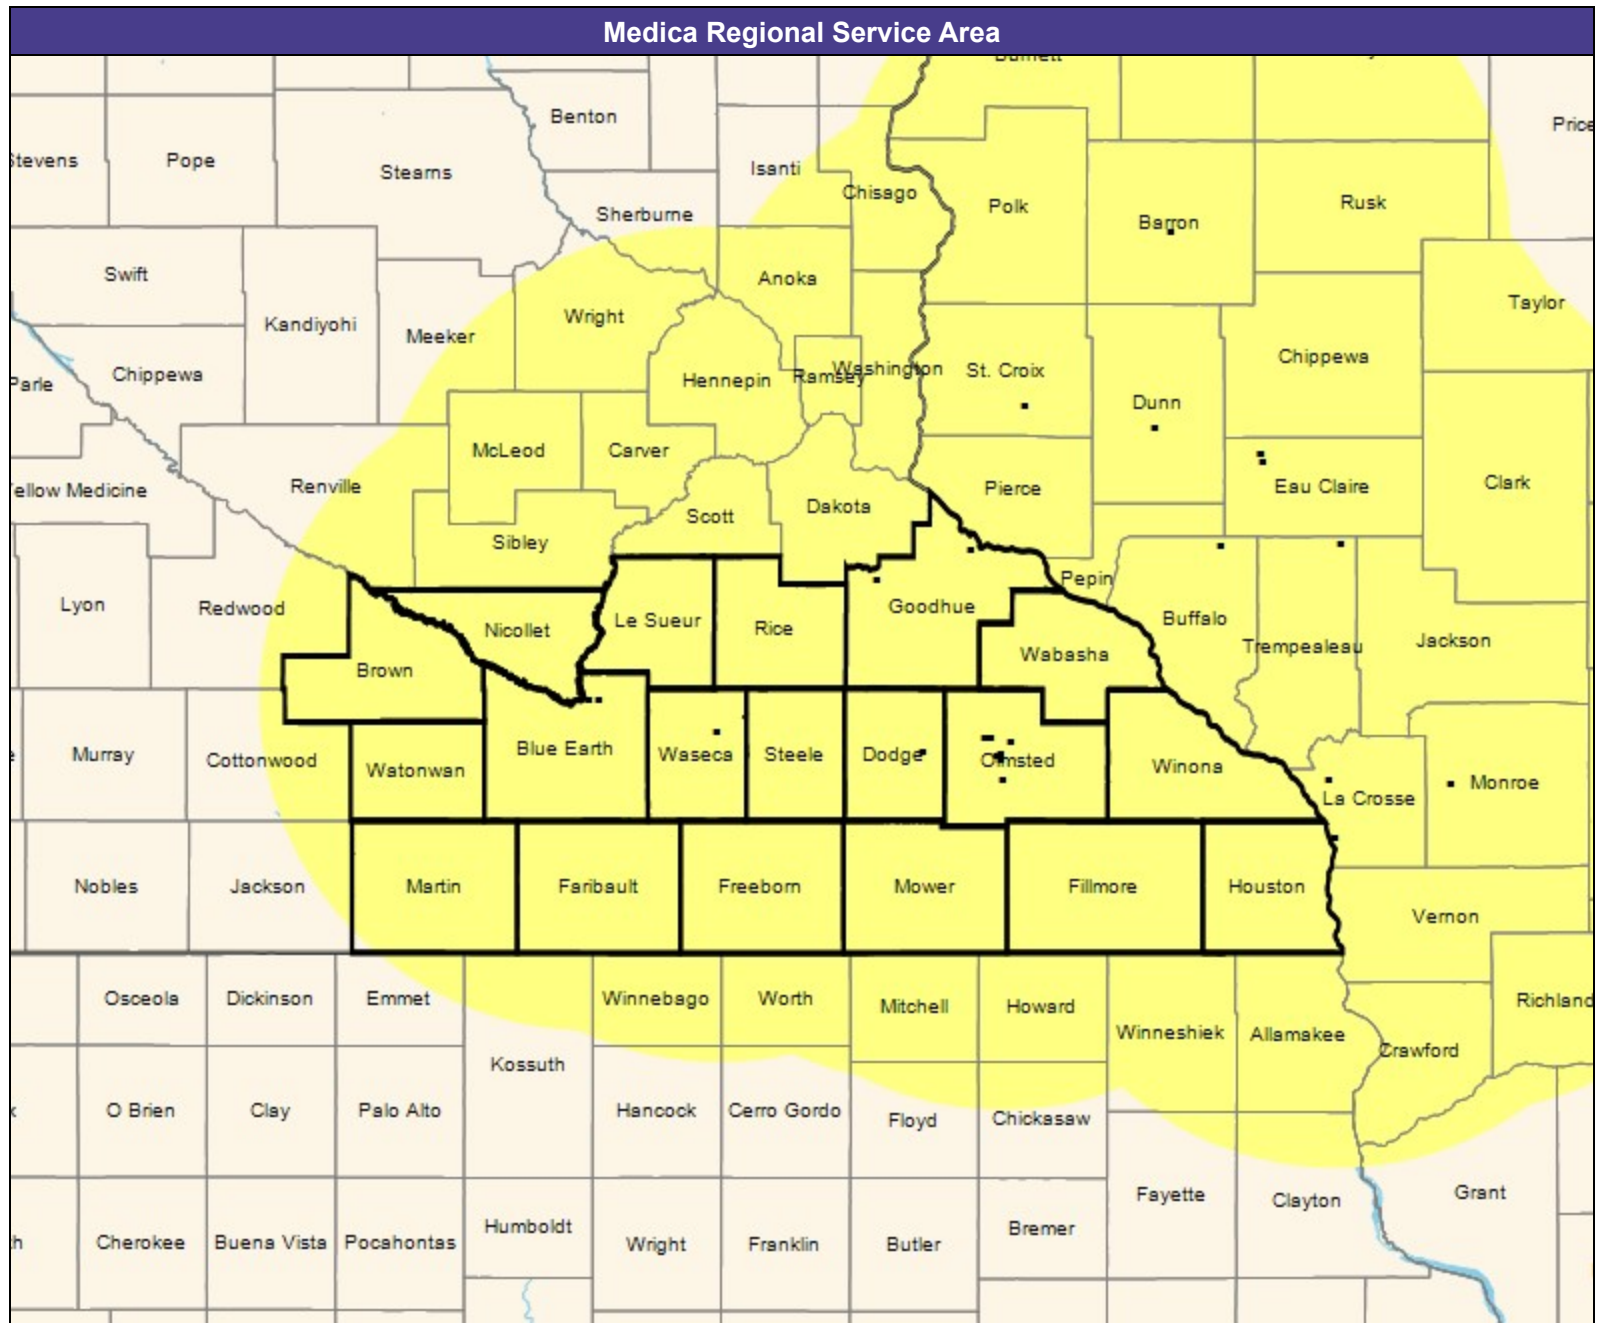 Medica Regional Service Area
Benton
Price
Stevens
Pope
Stearns
Isanti
Chisago
Polk
Barron
Rusk
Sherburne
Swift
Anoka
Taylor
Kandiyohi
Meeker
Wright
Chippewa
Parle
Chippewa
Hennepin
Ramsey
Washington
St. Croix
Dunn
McLeod
Carver
Renville
ellow Medicine
Scott
Dakota
Pierce
Eau Claire
Clark
Sibley
Lyon
Redwood
Nicollet
Le Sueur
Rice
Goodhue
Pepin
Buffalo
Trempealeau
Jackson
Brown
Wabasha
Murray
Cottonwood
Watonwan
Blue Earth
Waseca
Steele
Dodge
Olmsted
Winona
La Crosse
Monroe
Nobles
Jackson
Martin
Faribault
Freeborn
Mower
Fillmore
Houston
Vernon
Osceola
Dickinson
Emmet
Winnebago
Worth
Mitchell
Howard
Winneshiek
Allamakee
Crawford
Richland
Kossuth
O Brien
Clay
Palo Alto
Hancock
Cerro Gordo
Floyd
Chickasaw
Fayette
Clayton
Grant
Cherokee
Buena Vista
Pocahontas
Humboldt
Wright
Franklin
Butler
Bremer